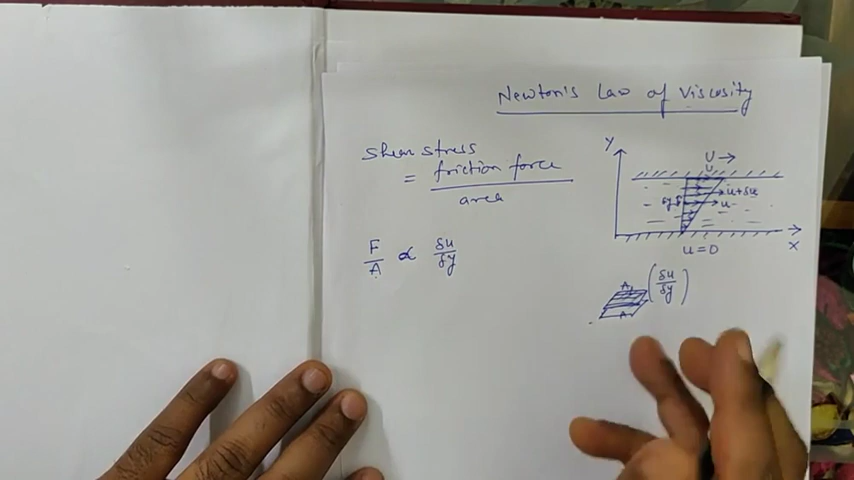 Newton's Law of Viscosity
Shear stress
= friction force
area
F/A ∝ δu/δy
Y
U →
U
u+δu
δy
u
X
u=0
A
(δu/δy)
A